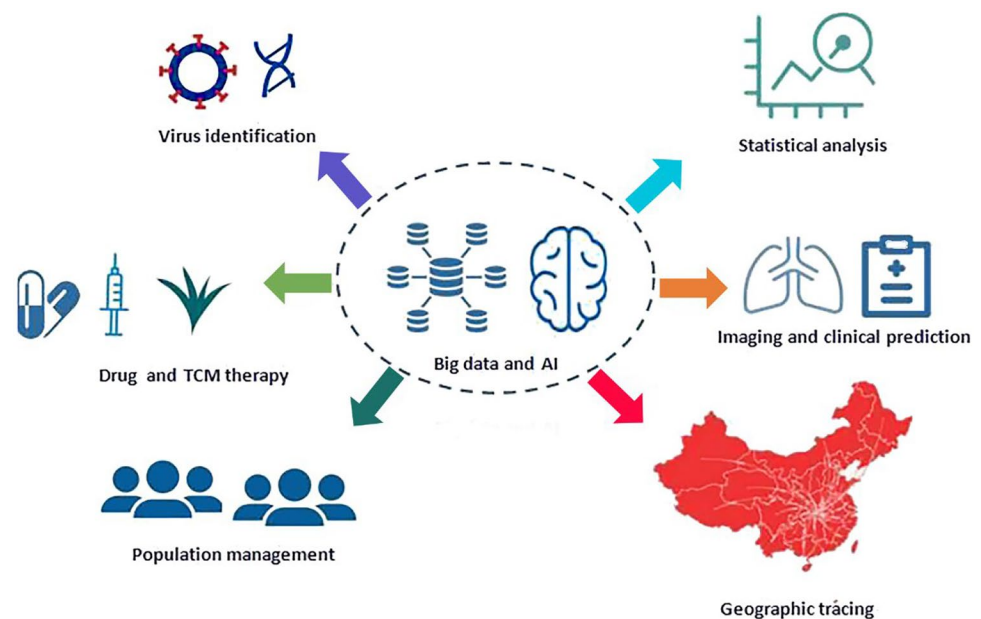 Virus identification
Statistical analysis
Drug and TCM therapy
Big data and AI
Imaging and clinical prediction
Population management
Geographic trácing